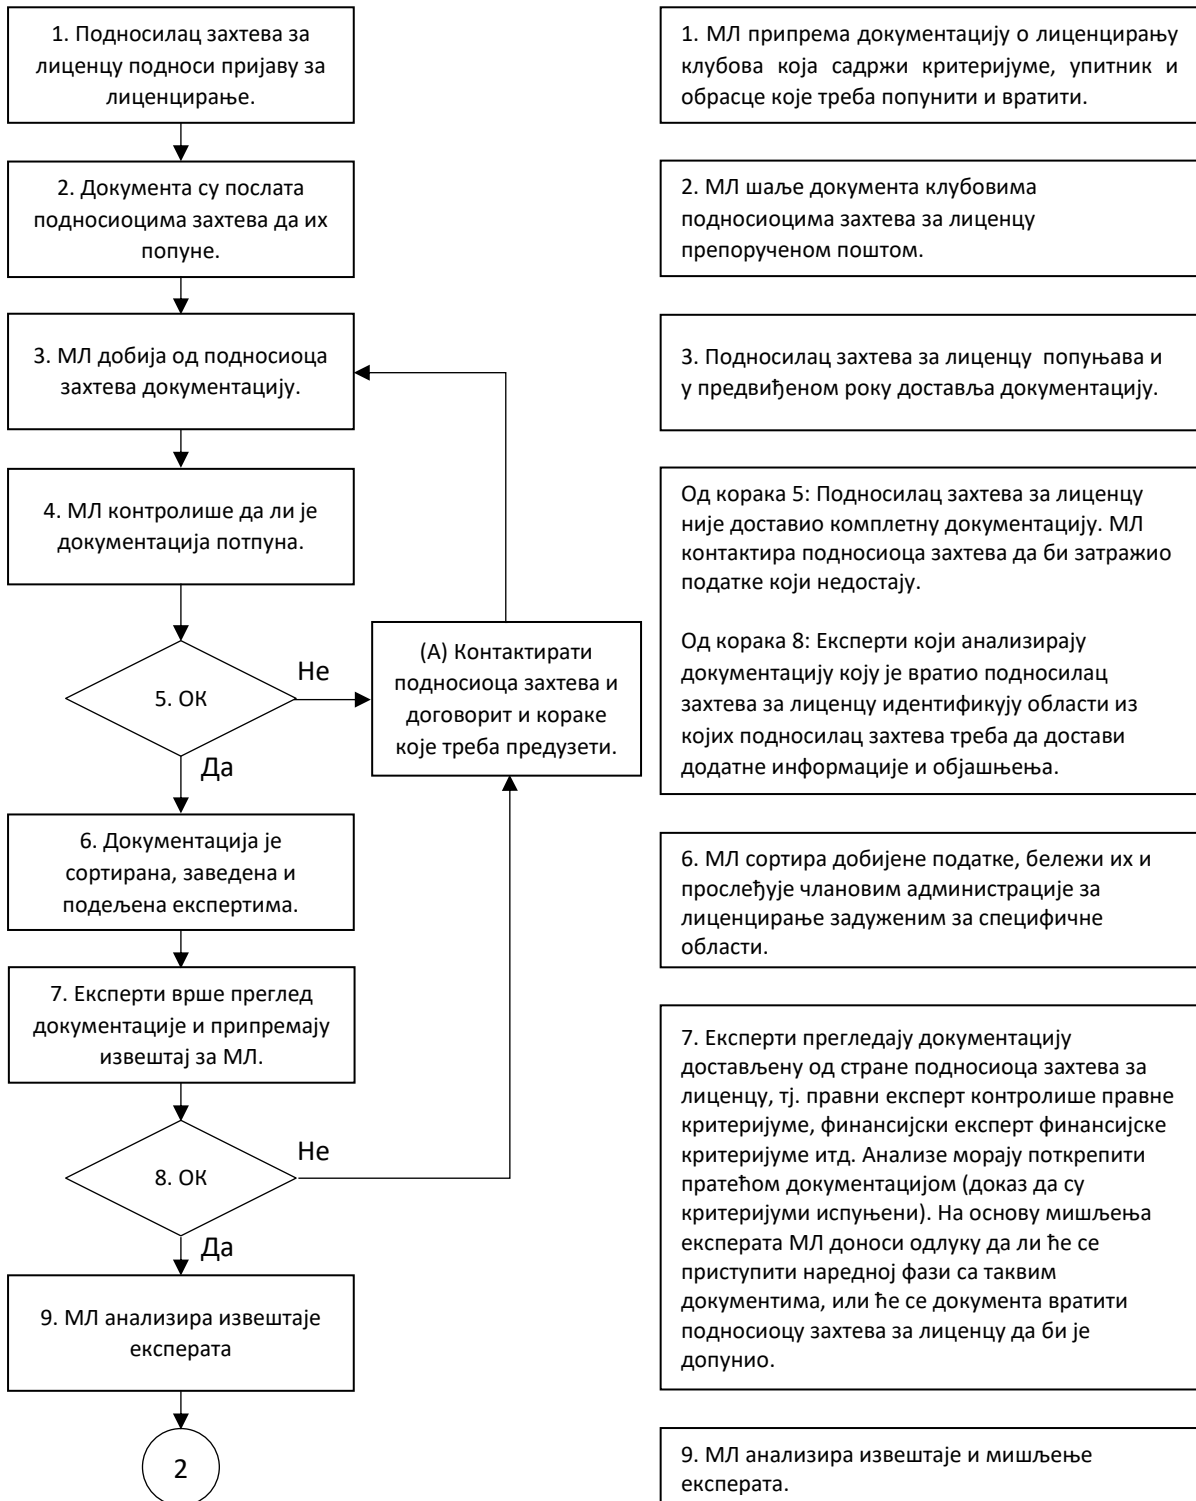 1. Подносилац захтева за
лиценцу подноси пријаву за
лиценцирање.
1. МЛ припрема документацију о лиценцирању
клубова која садржи критеријуме, упитник и
обрасце које треба попунити и вратити.
2. Документа су послата
подносиоцима захтева да их
попуне.
2. МЛ шаље документа клубовима
подносиоцима захтева за лиценцу
препорученом поштом.
3. МЛ добија од подносиоца
захтева документацију.
3. Подносилац захтева за лиценцу попуњава и
у предвиђеном року доставља документацију.
4. МЛ контролише да ли је
документација потпуна.
Од корака 5: Подносилац захтева за лиценцу
није доставио комплетну документацију. МЛ
контактира подносиоца захтева да би затражио
податке који недостају.
Од корака 8: Експерти који анализирају
документацију коју је вратио подносилац
захтева за лиценцу идентификују области из
којих подносилац захтева треба да достави
додатне информације и објашњења.
5. ОК
Не
Да
(А) Контактирати
подносиоца захтева и
договорит и кораке
које треба предузети.
6. Документација је
сортирана, заведена и
подељена експертима.
6. МЛ сортира добијене податке, бележи их и
прослеђује члановим администрације за
лиценцирање задуженим за специфичне
области.
7. Експерти врше преглед
документације и припремају
извештај за МЛ.
7. Експерти прегледају документацију
достављену од стране подносиоца захтева за
лиценцу, тј. правни експерт контролише правне
критеријуме, финансијски експерт финансијске
критеријуме итд. Анализе морају поткрепити
пратећом документацијом (доказ да су
критеријуми испуњени). На основу мишљења
експерата МЛ доноси одлуку да ли ће се
приступити наредној фази са таквим
документима, или ће се документа вратити
подносиоцу захтева за лиценцу да би је
допунио.
8. ОК
Не
Да
9. МЛ анализира извештаје
експерата
2
9. МЛ анализира извештаје и мишљење
експерата.